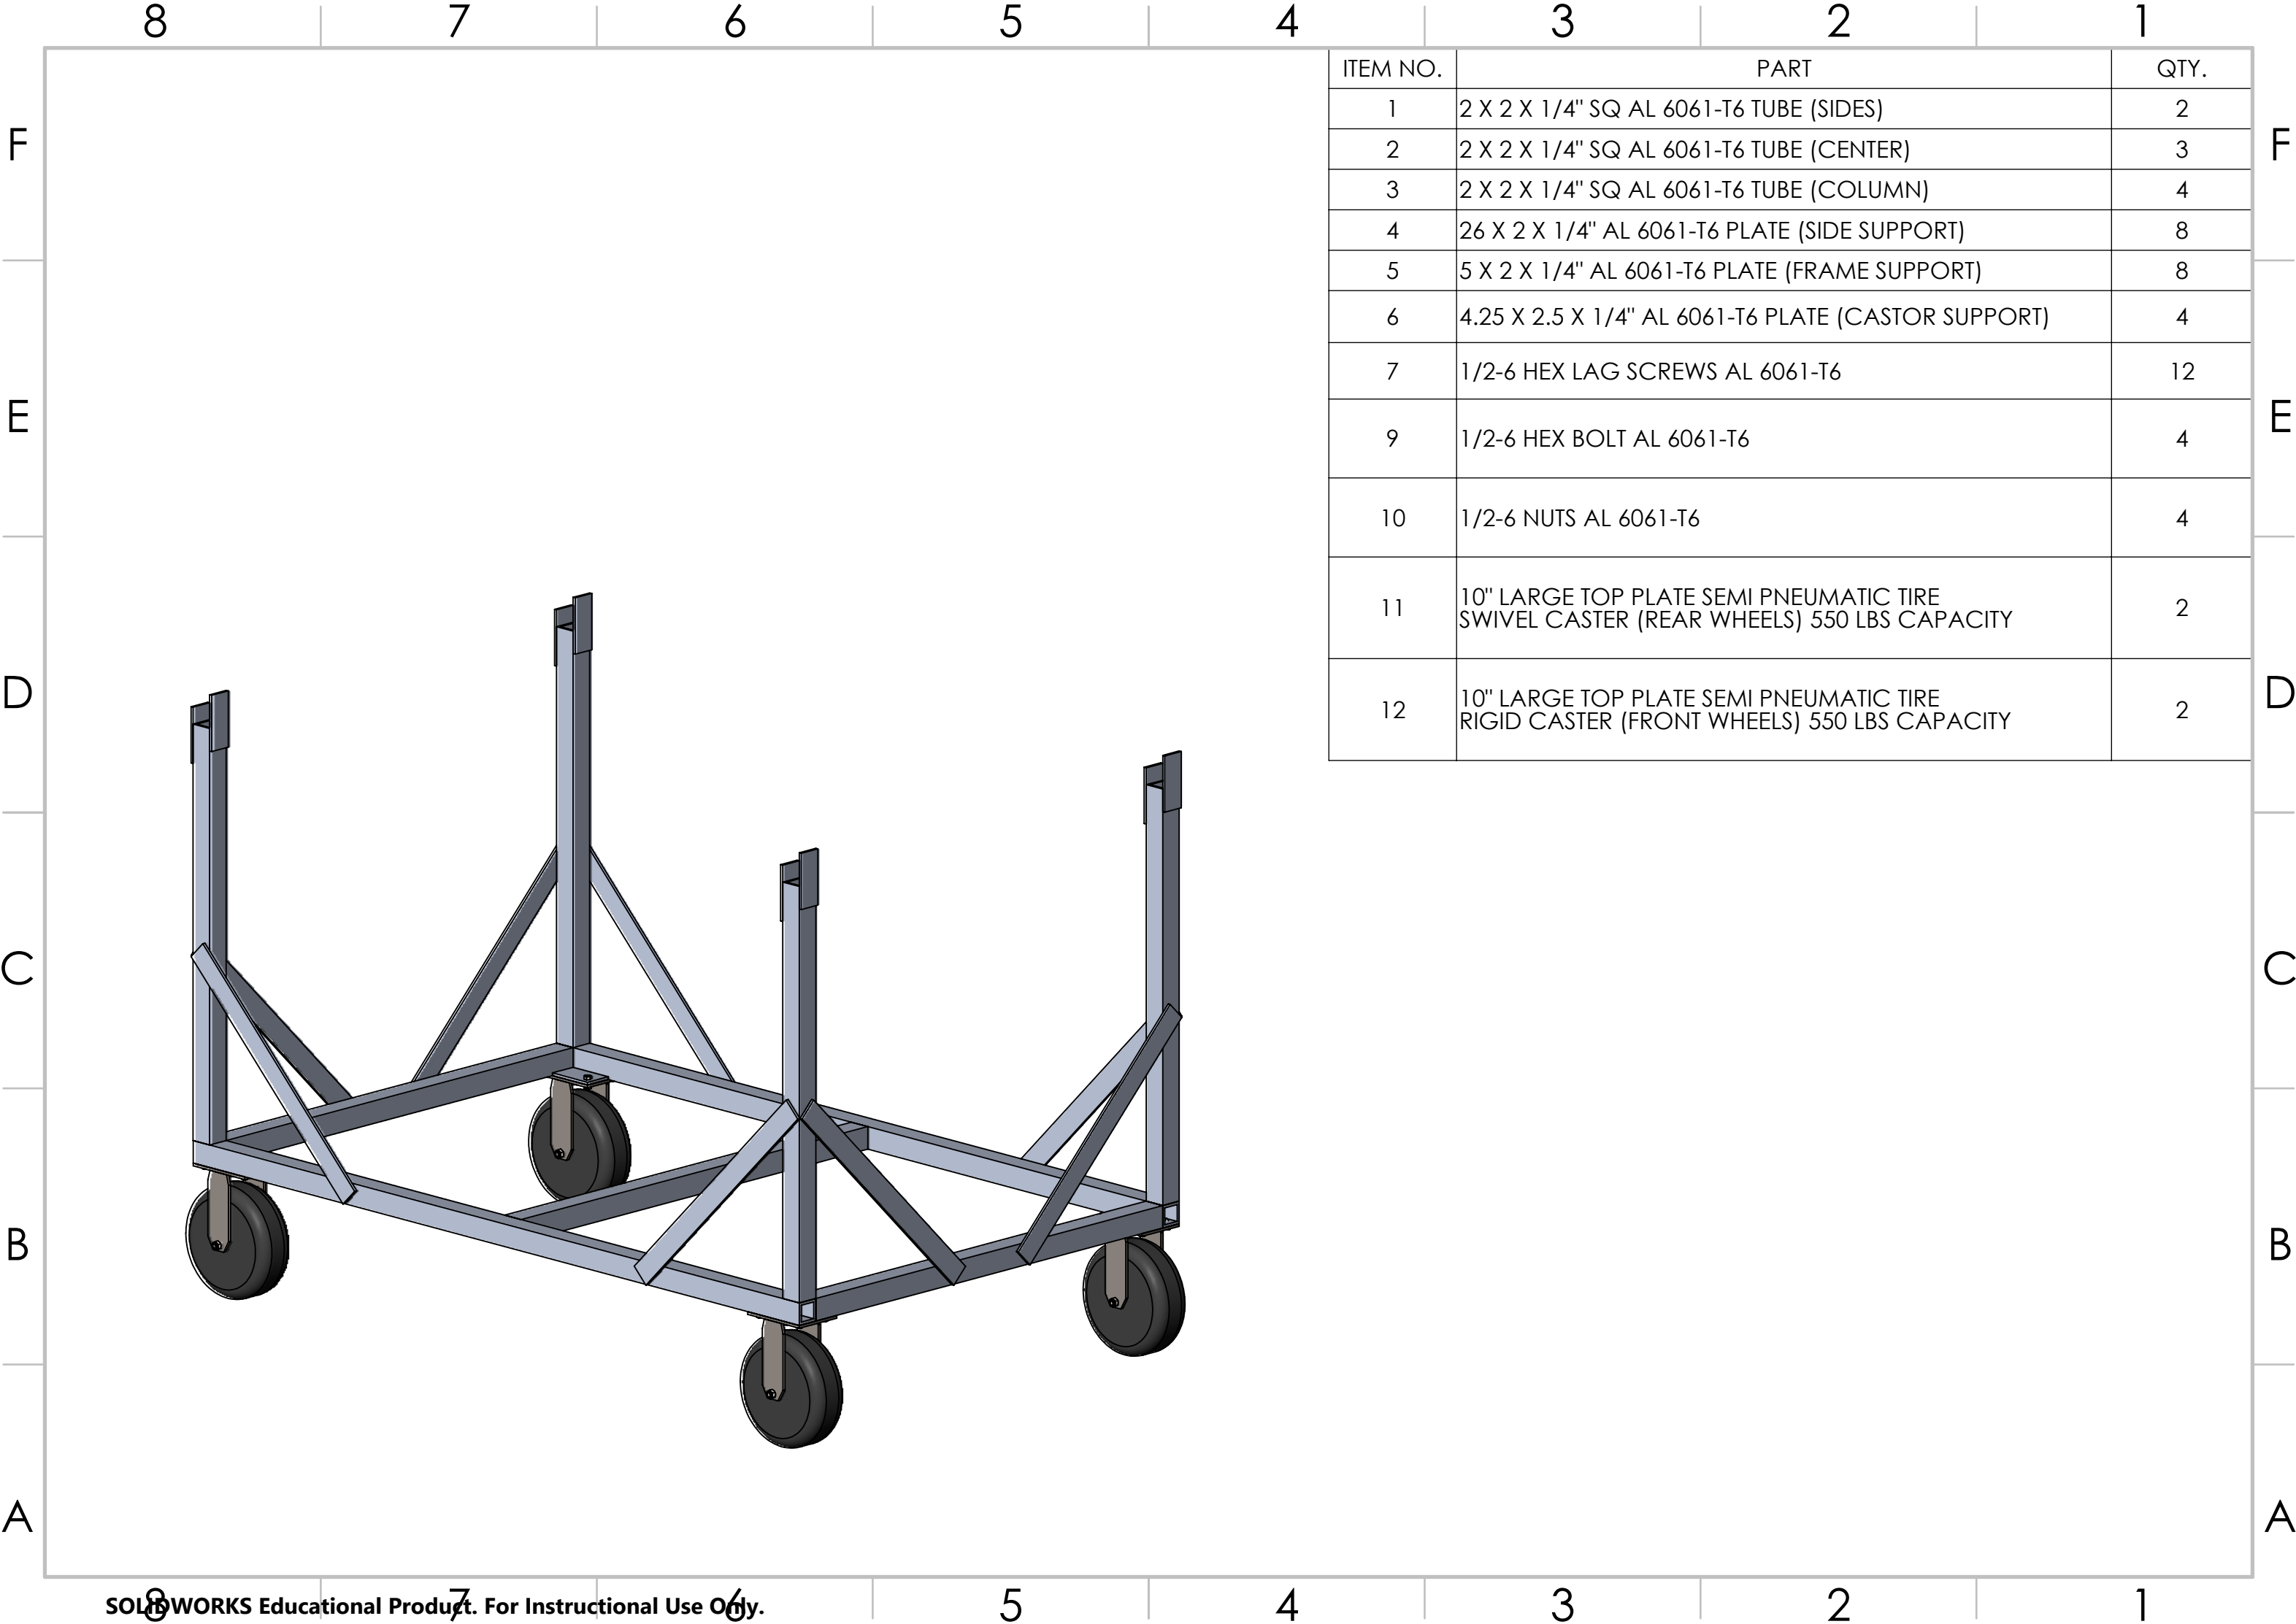 8 7 6 5 4 3 2 1
ITEM NO. PART QTY.
1 2 X 2 X 1/4" SQ AL 6061-T6 TUBE (SIDES) 2
F F
2 2 X 2 X 1/4" SQ AL 6061-T6 TUBE (CENTER) 3
3 2 X 2 X 1/4" SQ AL 6061-T6 TUBE (COLUMN) 4
4 26 X 2 X 1/4" AL 6061-T6 PLATE (SIDE SUPPORT) 8
5 5 X 2 X 1/4" AL 6061-T6 PLATE (FRAME SUPPORT) 8
6 4.25 X 2.5 X 1/4" AL 6061-T6 PLATE (CASTOR SUPPORT) 4
7 1/2-6 HEX LAG SCREWS AL 6061-T6 12
E E
9 1/2-6 HEX BOLT AL 6061-T6 4
10 1/2-6 NUTS AL 6061-T6 4
11 10" LARGE TOP PLATE SEMI PNEUMATIC TIRE
SWIVEL CASTER (REAR WHEELS) 550 LBS CAPACITY 2
D D
12 10" LARGE TOP PLATE SEMI PNEUMATIC TIRE
RIGID CASTER (FRONT WHEELS) 550 LBS CAPACITY 2
C C
B B
A A
8 7 6 5 4 3 2 1
SOLIDWORKS Educational Product. For Instructional Use Only.